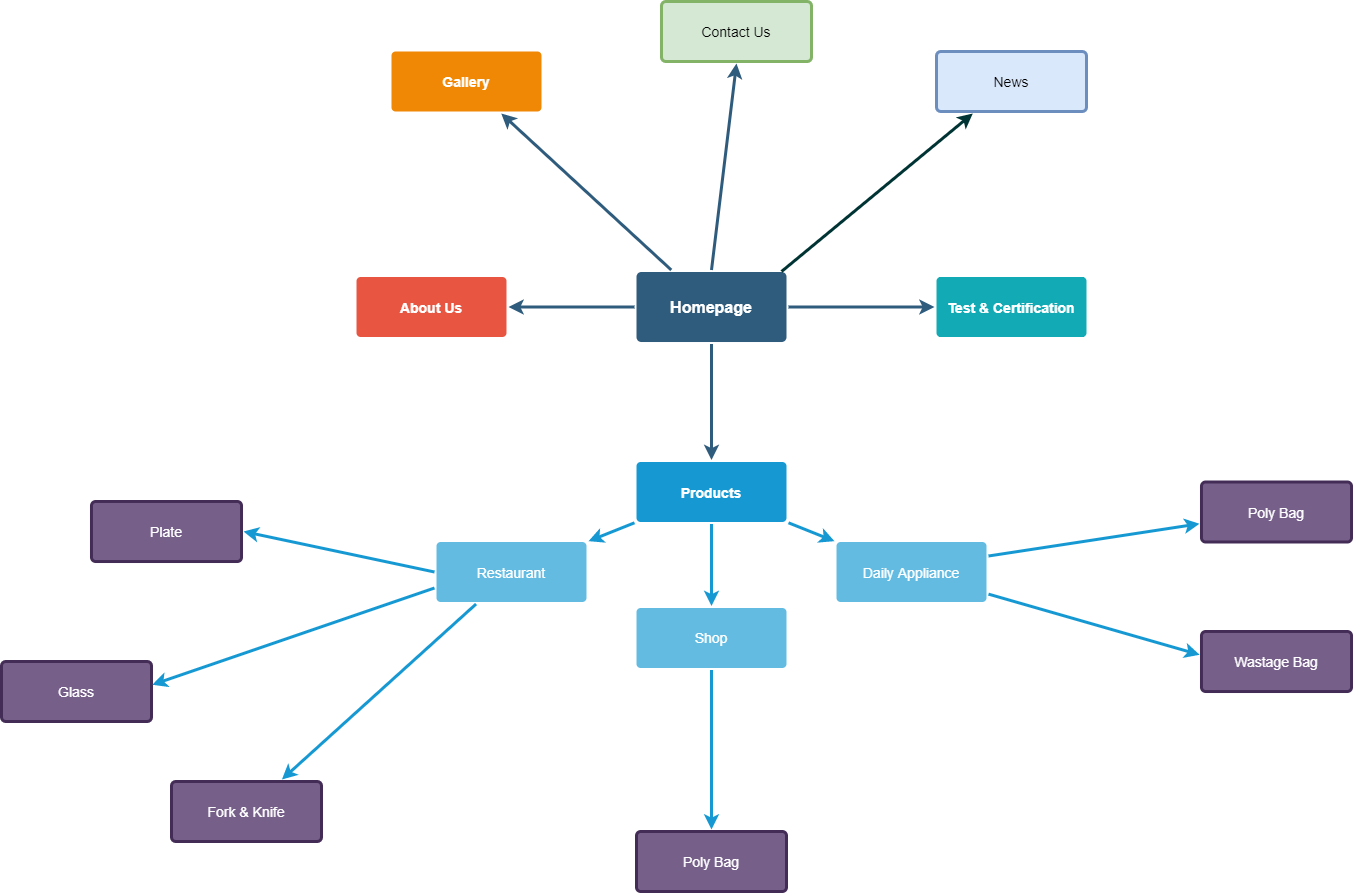 Contact Us
Gallery
News
About Us
Homepage
Test & Certification
Products
Poly Bag
Plate
Restaurant
Daily Appliance
Shop
Wastage Bag
Glass
Fork & Knife
Poly Bag